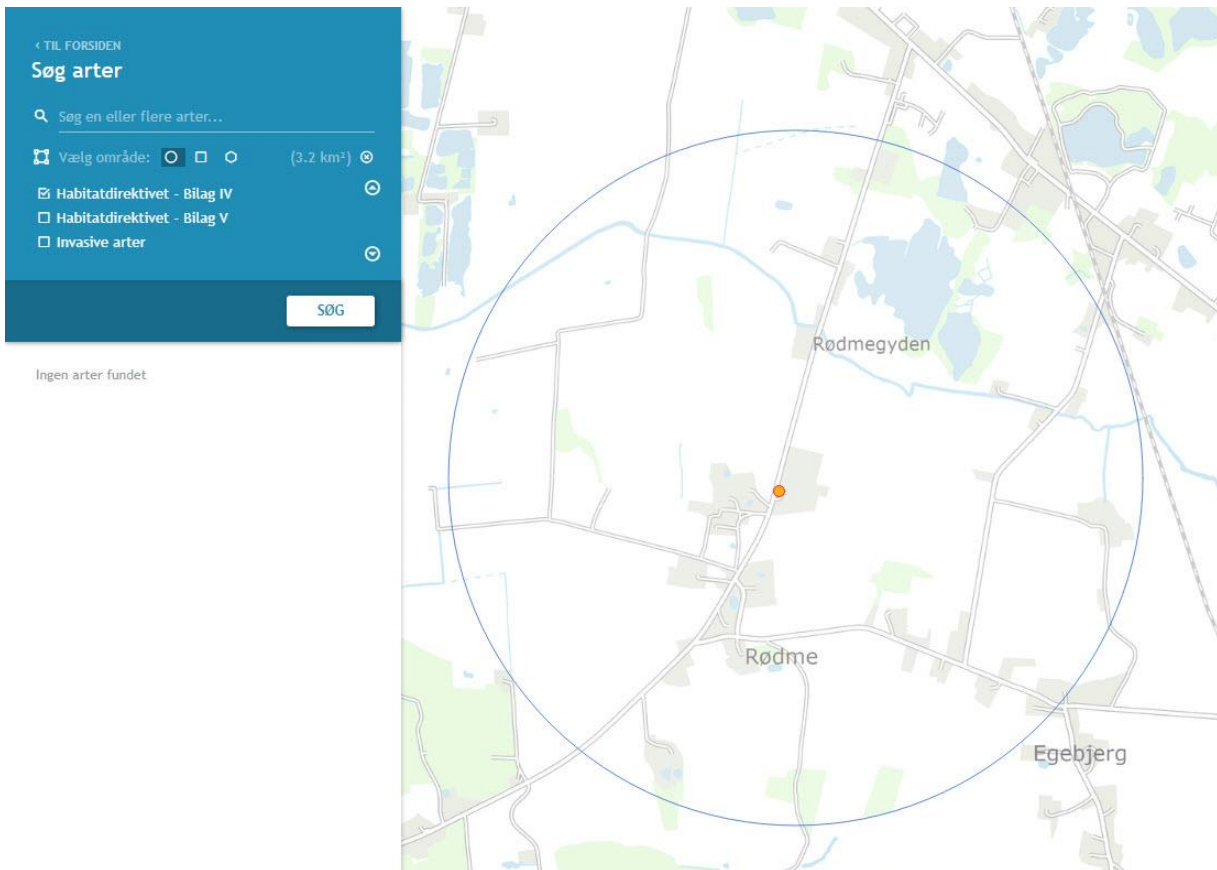 ‹ TIL FORSIDEN
Søg arter
Søg en eller flere arter...
Vælg område: (3.2 km²)
Habitatdirektivet - Bilag IV
Habitatdirektivet - Bilag V
Invasive arter
SØG
Ingen arter fundet
Rødmegyden
Rødme
Egebjerg